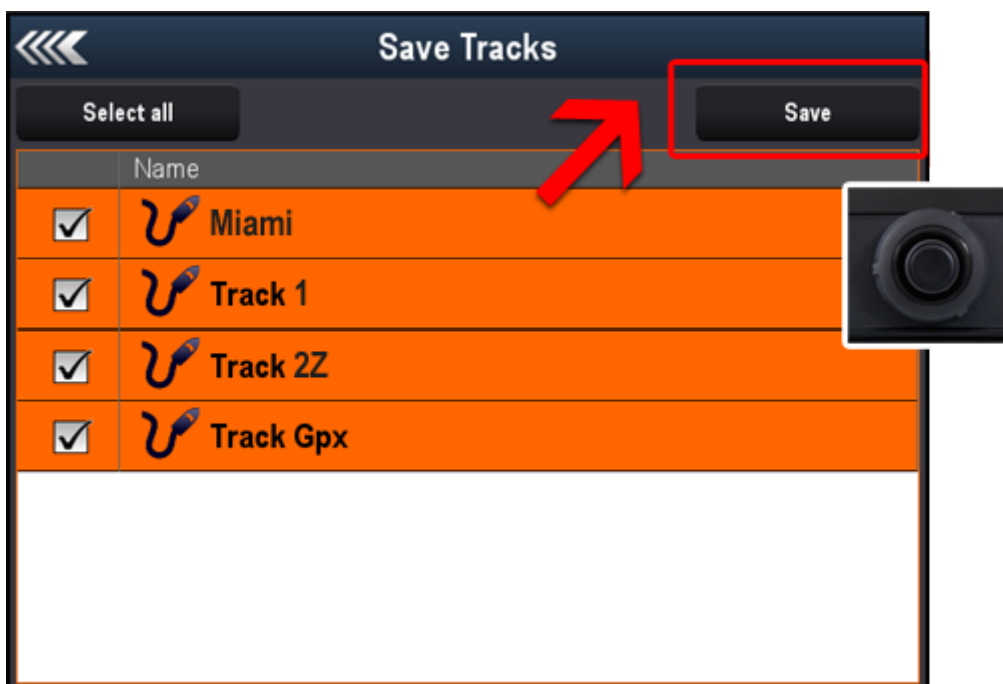 Save Tracks
Select all
Save
Name
Miami
Track 1
Track 2Z
Track Gpx